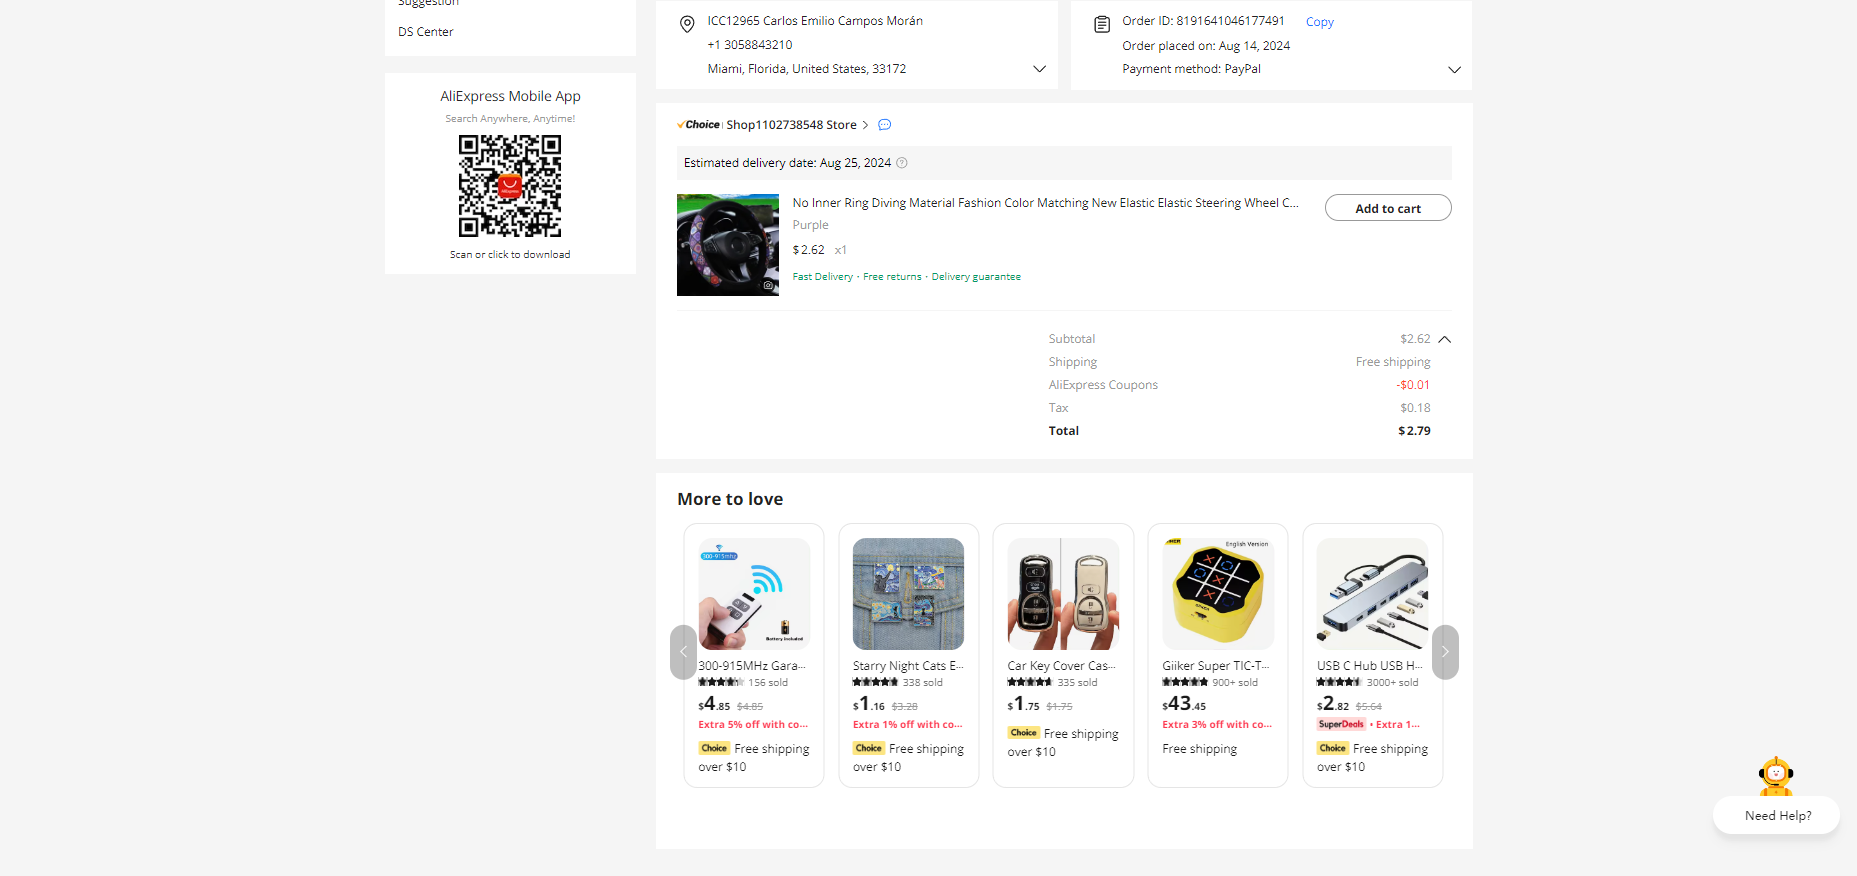 Suggestion
DS Center
AliExpress Mobile App
Search Anywhere, Anytime!
AliExpress
Scan or click to download
ICC12965 Carlos Emilio Campos Morán
+1 3058843210
Miami, Florida, United States, 33172
Order ID: 8191641046177491 Copy
Order placed on: Aug 14, 2024
Payment method: PayPal
Choice Shop1102738548 Store
Estimated delivery date: Aug 25, 2024
No Inner Ring Diving Material Fashion Color Matching New Elastic Elastic Steering Wheel C...
Add to cart
Purple
$2.62 x1
Fast Delivery · Free returns · Delivery guarantee
Subtotal $2.62
Shipping Free shipping
AliExpress Coupons -$0.01
Tax $0.18
Total $2.79
More to love
300-915mhz
Battery included
300-915MHz Gara...
156 sold
$4.85 $4.85
Extra 5% off with co...
Choice Free shipping
over $10
Starry Night Cats E...
338 sold
$1.16 $3.28
Extra 1% off with co...
Choice Free shipping
over $10
Car Key Cover Cas...
335 sold
$1.75 $1.75
Choice Free shipping
over $10
English Version
Giiker Super TIC-T...
900+ sold
$43.45
Extra 3% off with co...
Free shipping
USB C Hub USB H...
3000+ sold
$2.82 $5.64
SuperDeals • Extra 1...
Choice Free shipping
over $10
Need Help?